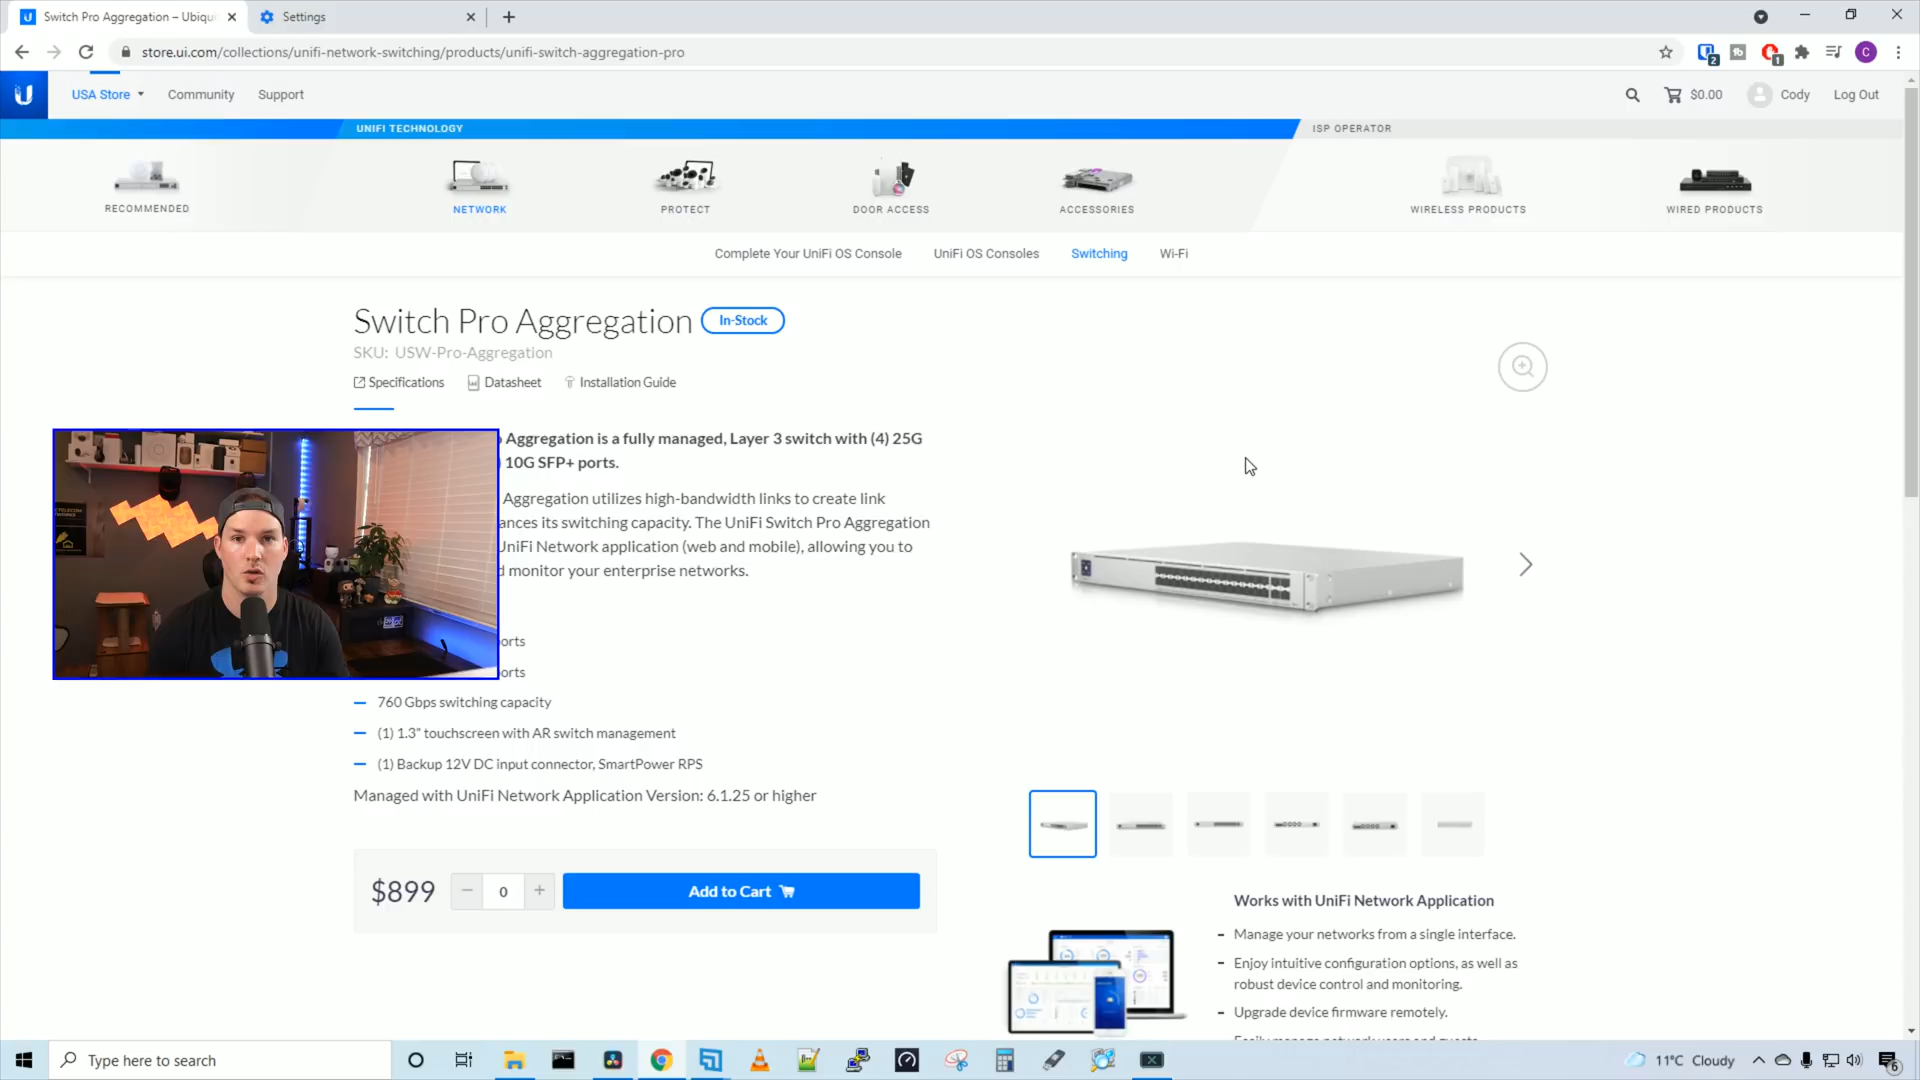 Switch Pro Aggregation – Ubiqui
Settings
store.ui.com/collections/unifi-network-switching/products/unifi-switch-aggregation-pro
2
1
C
USA Store
Community
Support
$0.00
Cody
Log Out
UNIFI TECHNOLOGY
ISP OPERATOR
RECOMMENDED
NETWORK
PROTECT
DOOR ACCESS
ACCESSORIES
WIRELESS PRODUCTS
WIRED PRODUCTS
Complete Your UniFi OS Console
UniFi OS Consoles
Switching
Wi-Fi
Switch Pro Aggregation
In-Stock
SKU: USW-Pro-Aggregation
Specifications
Datasheet
Installation Guide
Aggregation is a fully managed, Layer 3 switch with (4) 25G
10G SFP+ ports.
Aggregation utilizes high-bandwidth links to create link
ances its switching capacity. The UniFi Switch Pro Aggregation
UniFi Network application (web and mobile), allowing you to
d monitor your enterprise networks.
orts
orts
760 Gbps switching capacity
(1) 1.3" touchscreen with AR switch management
(1) Backup 12V DC input connector, SmartPower RPS
Managed with UniFi Network Application Version: 6.1.25 or higher
$899
0
Add to Cart
Works with UniFi Network Application
- Manage your networks from a single interface.
- Enjoy intuitive configuration options, as well as
robust device control and monitoring.
- Upgrade device firmware remotely.
Type here to search
11°C Cloudy
6